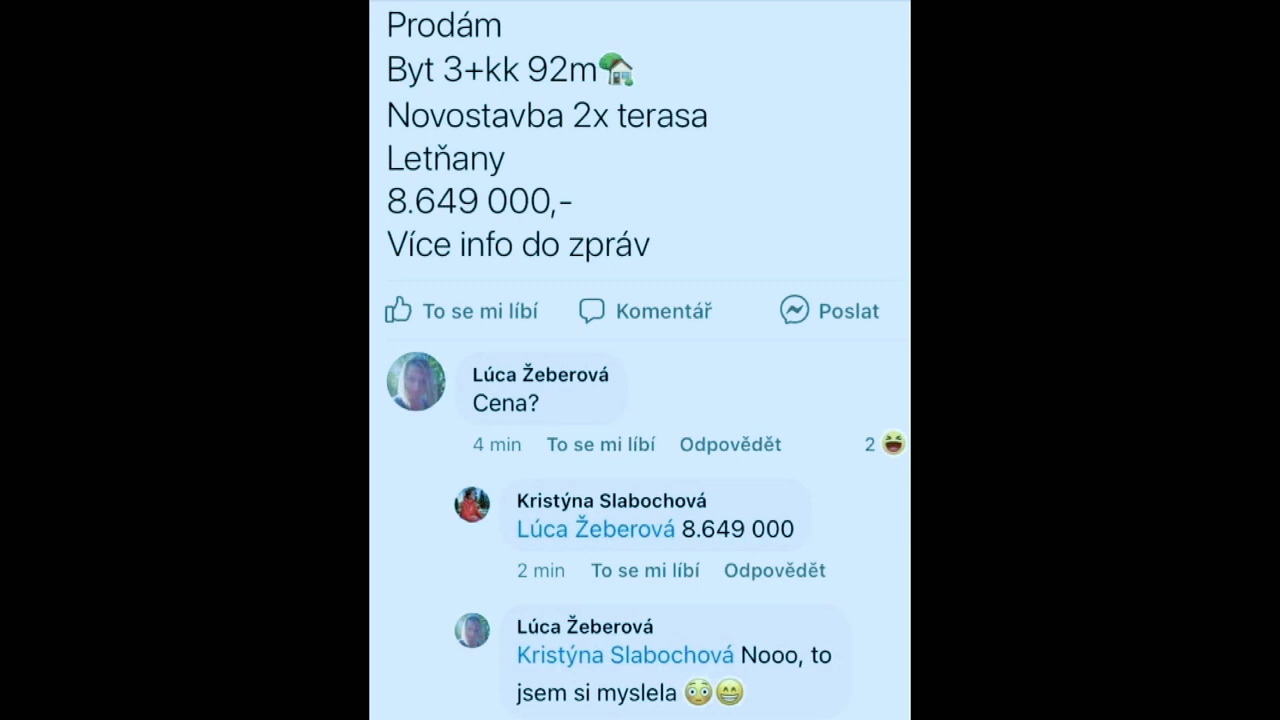 Prodám
Byt 3+kk 92m🏡
Novostavba 2x terasa
Letňany
8.649 000,-
Více info do zpráv
To se mi líbí Komentář Poslat
Lúca Žeberová
Cena?
4 min To se mi líbí Odpovědět 2 😆
Kristýna Slabochová
Lúca Žeberová 8.649 000
2 min To se mi líbí Odpovědět
Lúca Žeberová
Kristýna Slabochová Nooo, to
jsem si myslela 😳😁